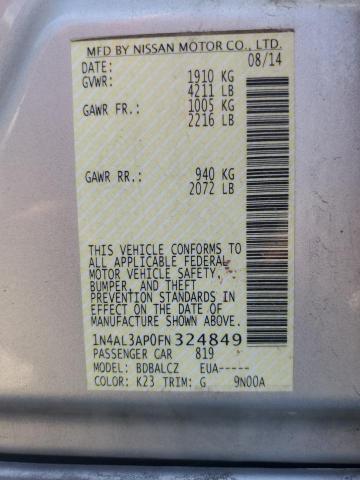 MFD BY NISSAN MOTOR CO., LTD.
DATE: 08/14
GVWR: 1910 KG
4211 LB
GAWR FR.: 1005 KG
2216 LB
GAWR RR.: 940 KG
2072 LB
THIS VEHICLE CONFORMS TO
ALL APPLICABLE FEDERAL
MOTOR VEHICLE SAFETY,
BUMPER, AND THEFT
PREVENTION STANDARDS IN
EFFECT ON THE DATE OF
MANUFACTURE SHOWN ABOVE.
1N4AL3AP0FN324849
PASSENGER CAR 819
MODEL: BDBALCZ EUA-----
COLOR: K23 TRIM: G 9N00A